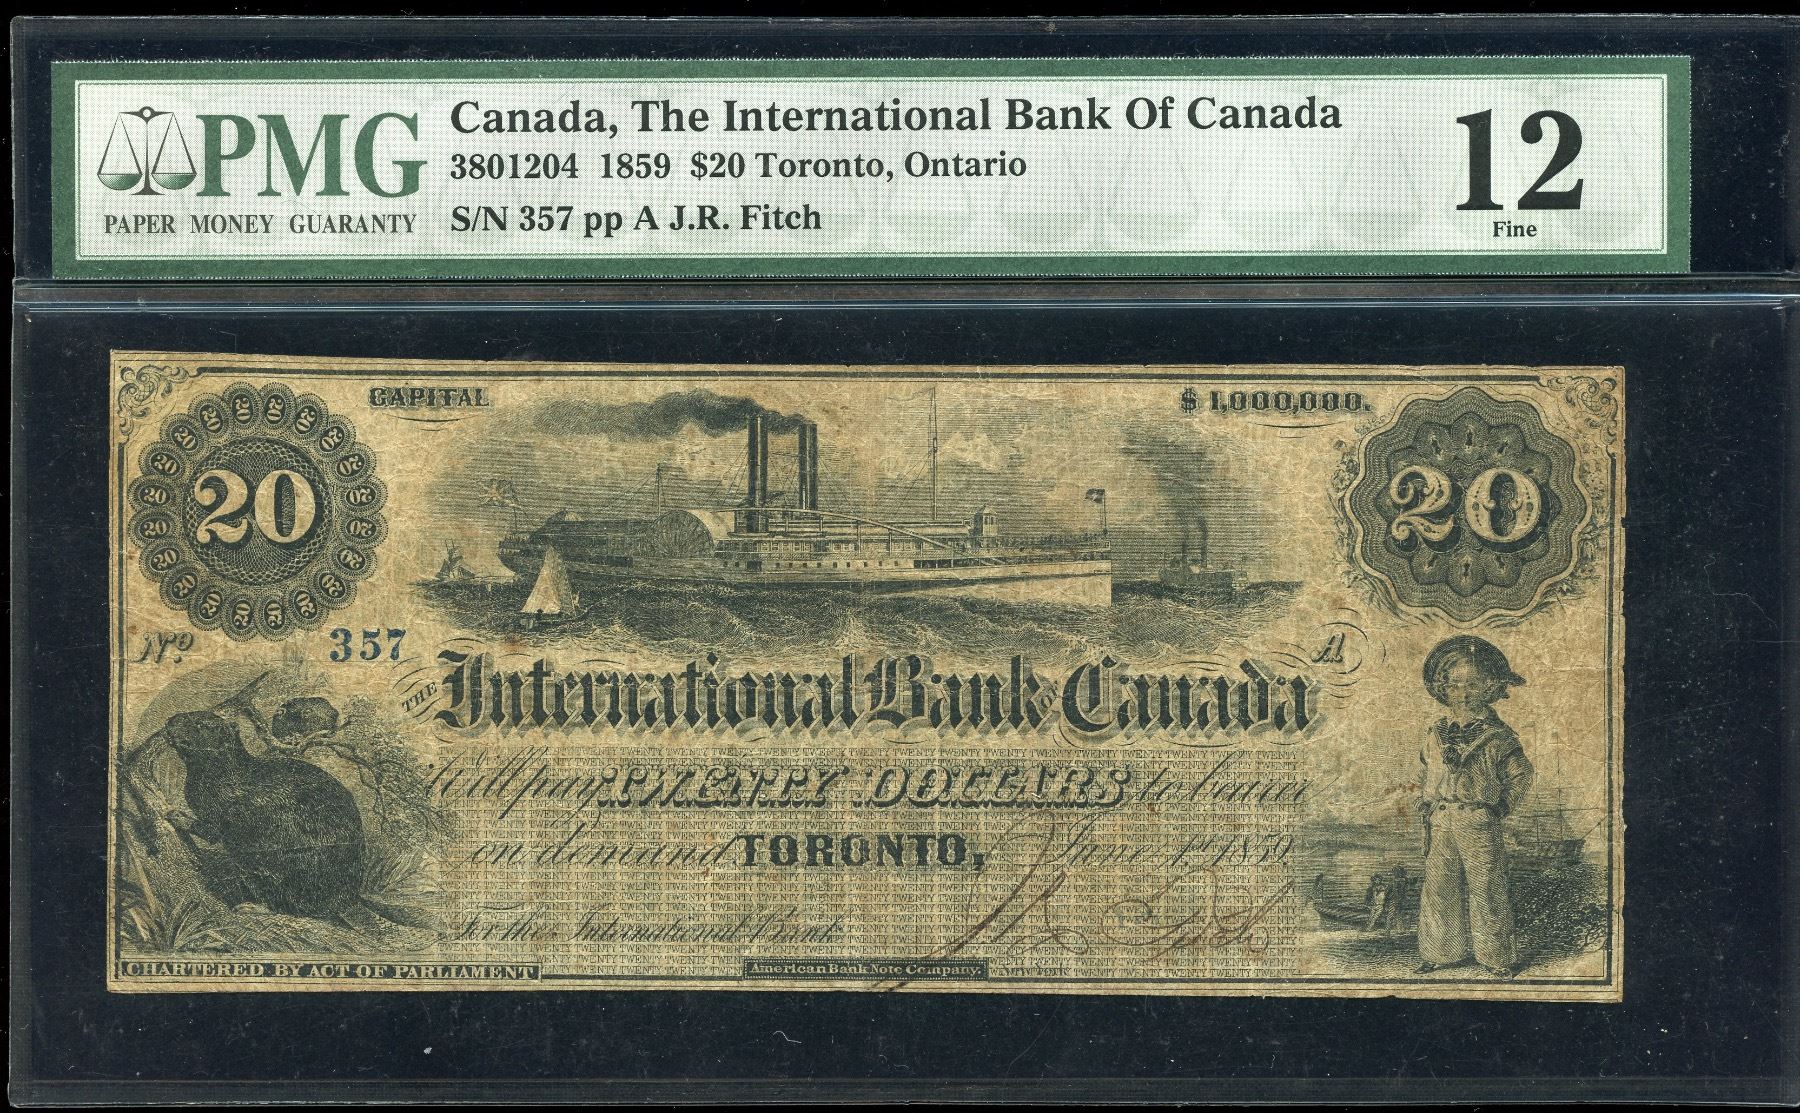 PMG
PAPER MONEY GUARANTY
Canada, The International Bank Of Canada
3801204 1859 $20 Toronto, Ontario
S/N 357 pp A J.R. Fitch
12
Fine
CAPITAL
$ 1,000,000.
20
20
No
357
A
THE International Bank OF Canada
Will pay TWENTY DOLLARS to bearer
on demand TORONTO, June 1859
For the International Bank
CHARTERED BY ACT OF PARLIAMENT
American Bank Note Company.